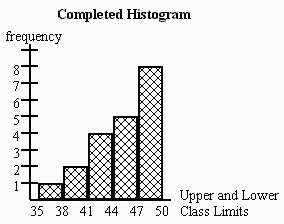 Completed Histogram
frequency
8
7
6
5
4
3
2
1
35 38 41 44 47 50
Upper and Lower
Class Limits